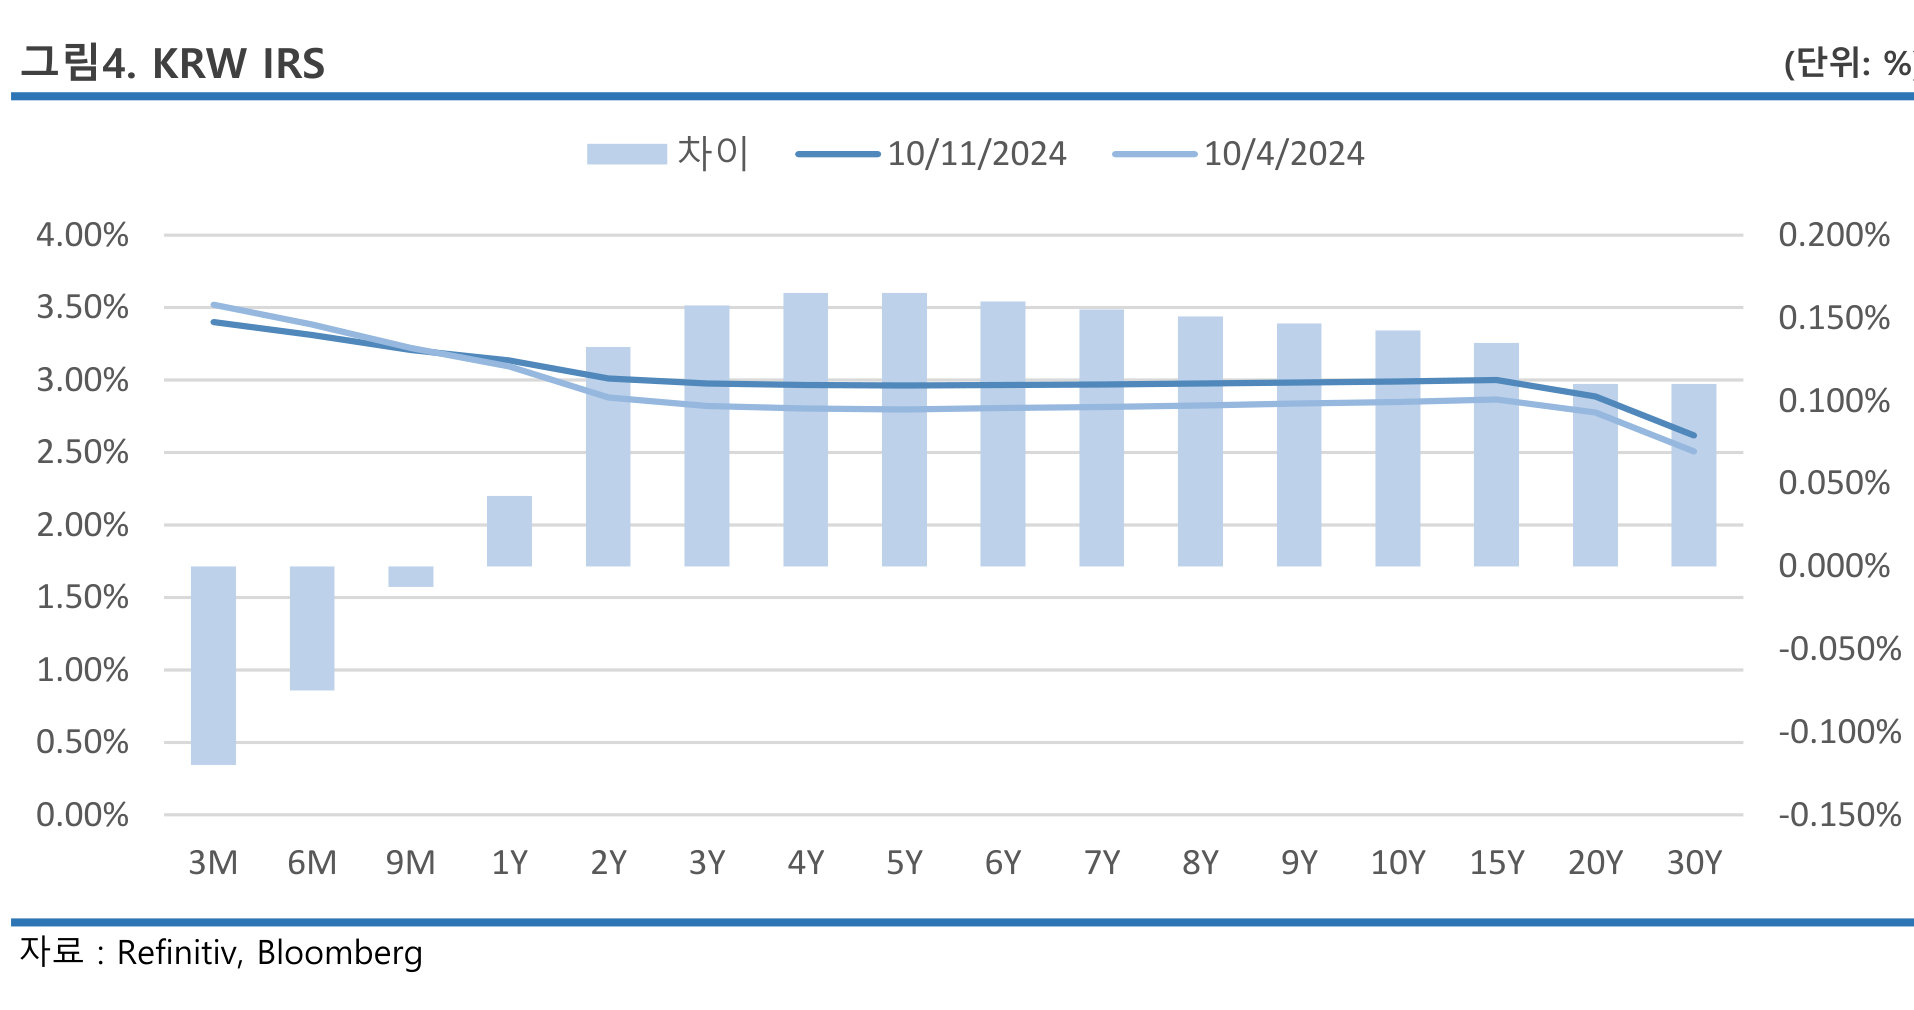 그림4. KRW IRS (단위: %)
차이 10/11/2024 10/4/2024
4.00% 0.200%
3.50% 0.150%
3.00% 0.100%
2.50% 0.050%
2.00% 0.000%
1.50% -0.050%
1.00% -0.100%
0.50% -0.150%
0.00%
3M 6M 9M 1Y 2Y 3Y 4Y 5Y 6Y 7Y 8Y 9Y 10Y 15Y 20Y 30Y
자료 : Refinitiv, Bloomberg